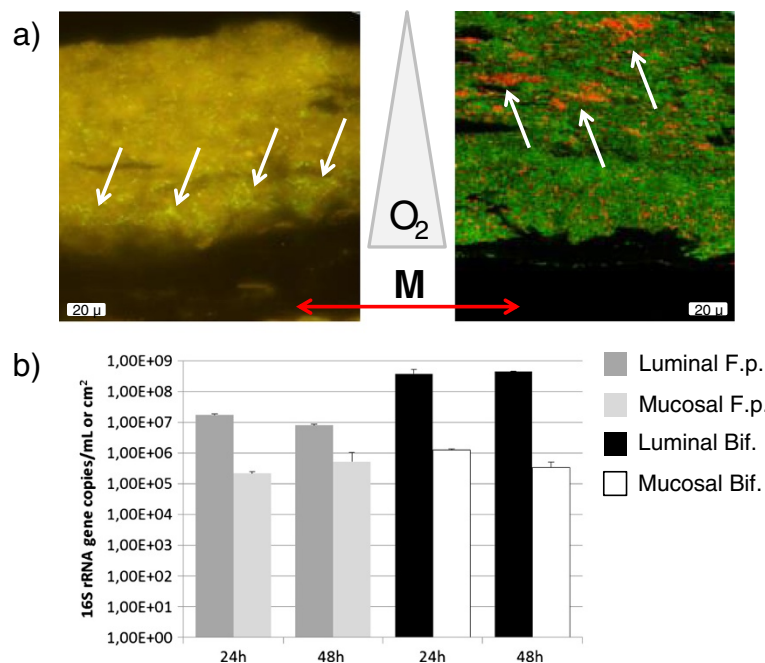 a)
O2
M
20 µ
20 µ
b)
16S rRNA gene copies/mL or cm²
1,00E+09
1,00E+08
1,00E+07
1,00E+06
1,00E+05
1,00E+04
1,00E+03
1,00E+02
1,00E+01
1,00E+00
24h
48h
24h
48h
Luminal F.p.
Mucosal F.p.
Luminal Bif.
Mucosal Bif.